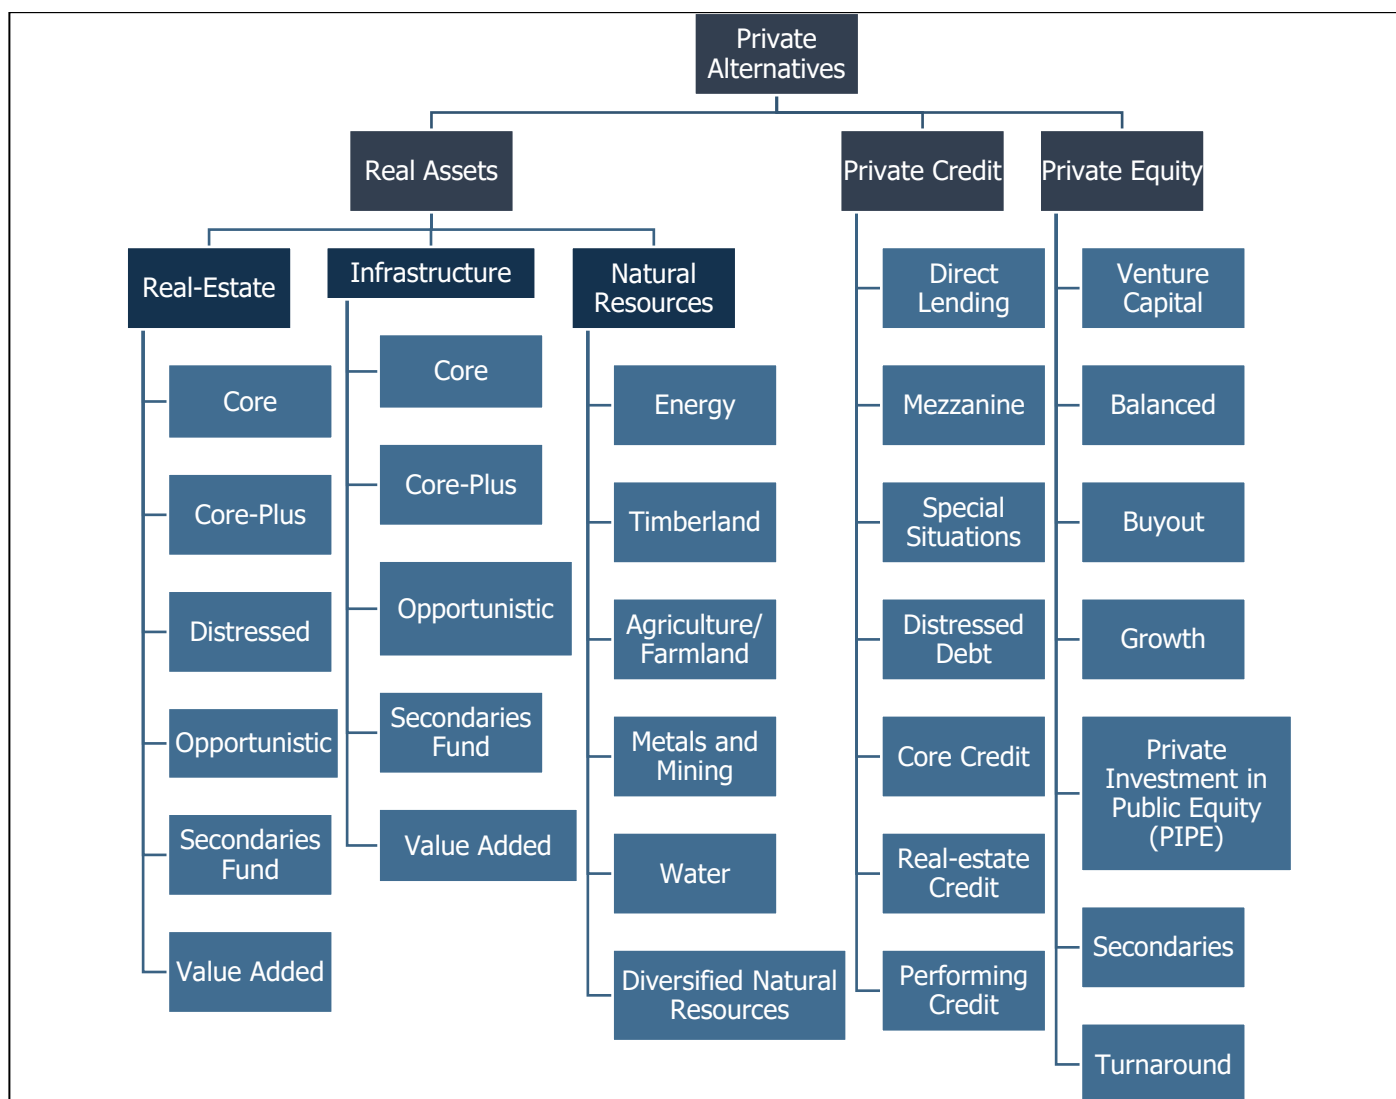 Private
Alternatives
Real Assets
Private Credit
Private Equity
Real-Estate
Infrastructure
Natural
Resources
Core
Core-Plus
Distressed
Opportunistic
Secondaries
Fund
Value Added
Core
Core-Plus
Opportunistic
Secondaries
Fund
Value Added
Energy
Timberland
Agriculture/
Farmland
Metals and
Mining
Water
Diversified Natural
Resources
Direct
Lending
Mezzanine
Special
Situations
Distressed
Debt
Core Credit
Real-estate
Credit
Performing
Credit
Venture
Capital
Balanced
Buyout
Growth
Private
Investment in
Public Equity
(PIPE)
Secondaries
Turnaround